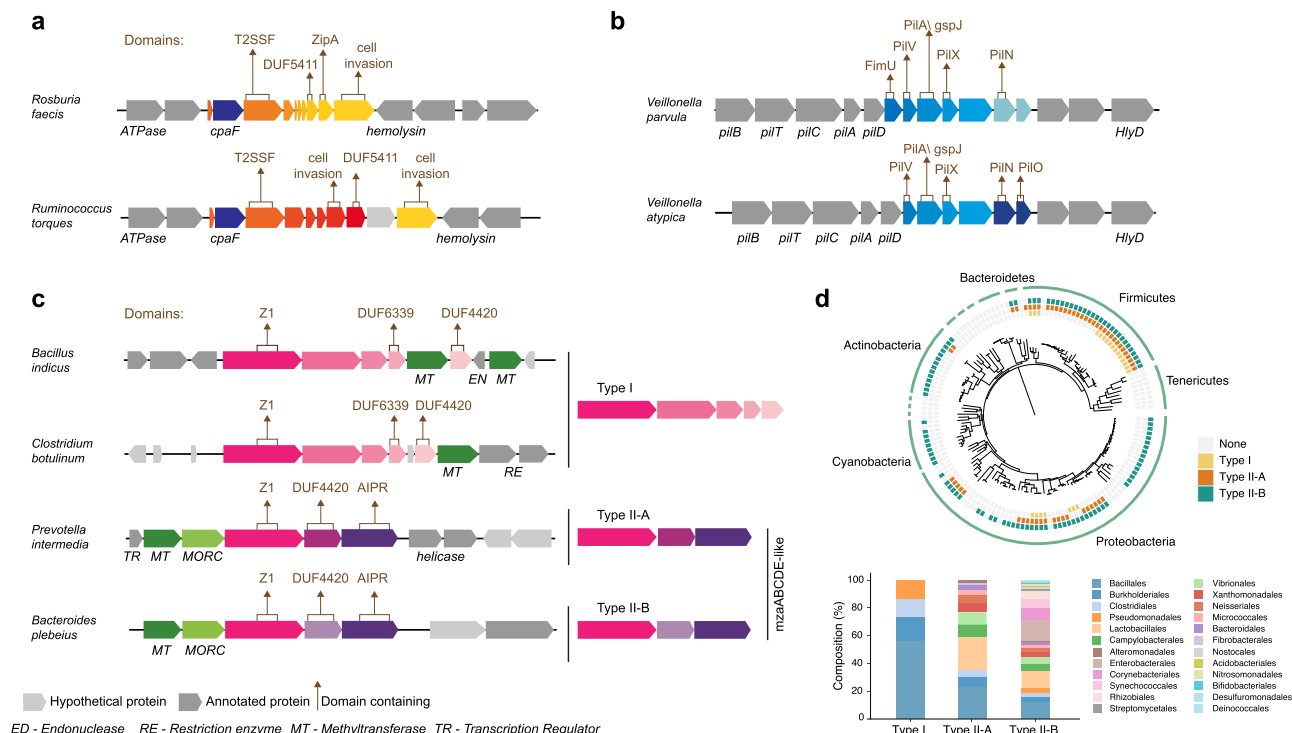 a
Domains:
T2SSF
ZipA
DUF5411
cell
invasion
Rosburia
faecis
ATPase
cpaF
hemolysin
T2SSF
cell
invasion
DUF5411
cell
invasion
Ruminococcus
torques
ATPase
cpaF
hemolysin
b
FimU
PilV
PilA\ gspJ
PilX
PilN
Veillonella
parvula
pilB
pilT
pilC
pilA
pilD
HlyD
PilV
PilA\ gspJ
PilX
PilN
PilO
Veillonella
atypica
pilB
pilT
pilC
pilA
pilD
HlyD
c
Domains:
Z1
DUF6339
DUF4420
Bacillus
indicus
MT
EN
MT
Z1
DUF6339
DUF4420
Clostridium
botulinum
MT
RE
Type I
Z1
DUF4420
AIPR
Prevotella
intermedia
TR
MT
MORC
helicase
Type II-A
Z1
DUF4420
AIPR
Bacteroides
plebeius
MT
MORC
Type II-B
mzaABCDE-like
Hypothetical protein
Annotated protein
Domain containing
ED - Endonuclease RE - Restriction enzyme MT - Methyltransferase TR - Transcription Regulator
d
Bacteroidetes
Firmicutes
Actinobacteria
Tenericutes
Cyanobacteria
Proteobacteria
None
Type I
Type II-A
Type II-B
Composition (%)
100
80
60
40
20
0
Type I
Type II-A
Type II-B
Bacillales
Burkholderiales
Clostridiales
Pseudomonadales
Lactobacillales
Campylobacterales
Alteromonadales
Enterobacterales
Corynebacteriales
Synechococcales
Rhizobiales
Streptomycetales
Vibrionales
Xanthomonadales
Neisseriales
Micrococcales
Bacteroidales
Fibrobacterales
Nostocales
Acidobacteriales
Nitrosomonadales
Bifidobacteriales
Desulfuromonadales
Deinococcales